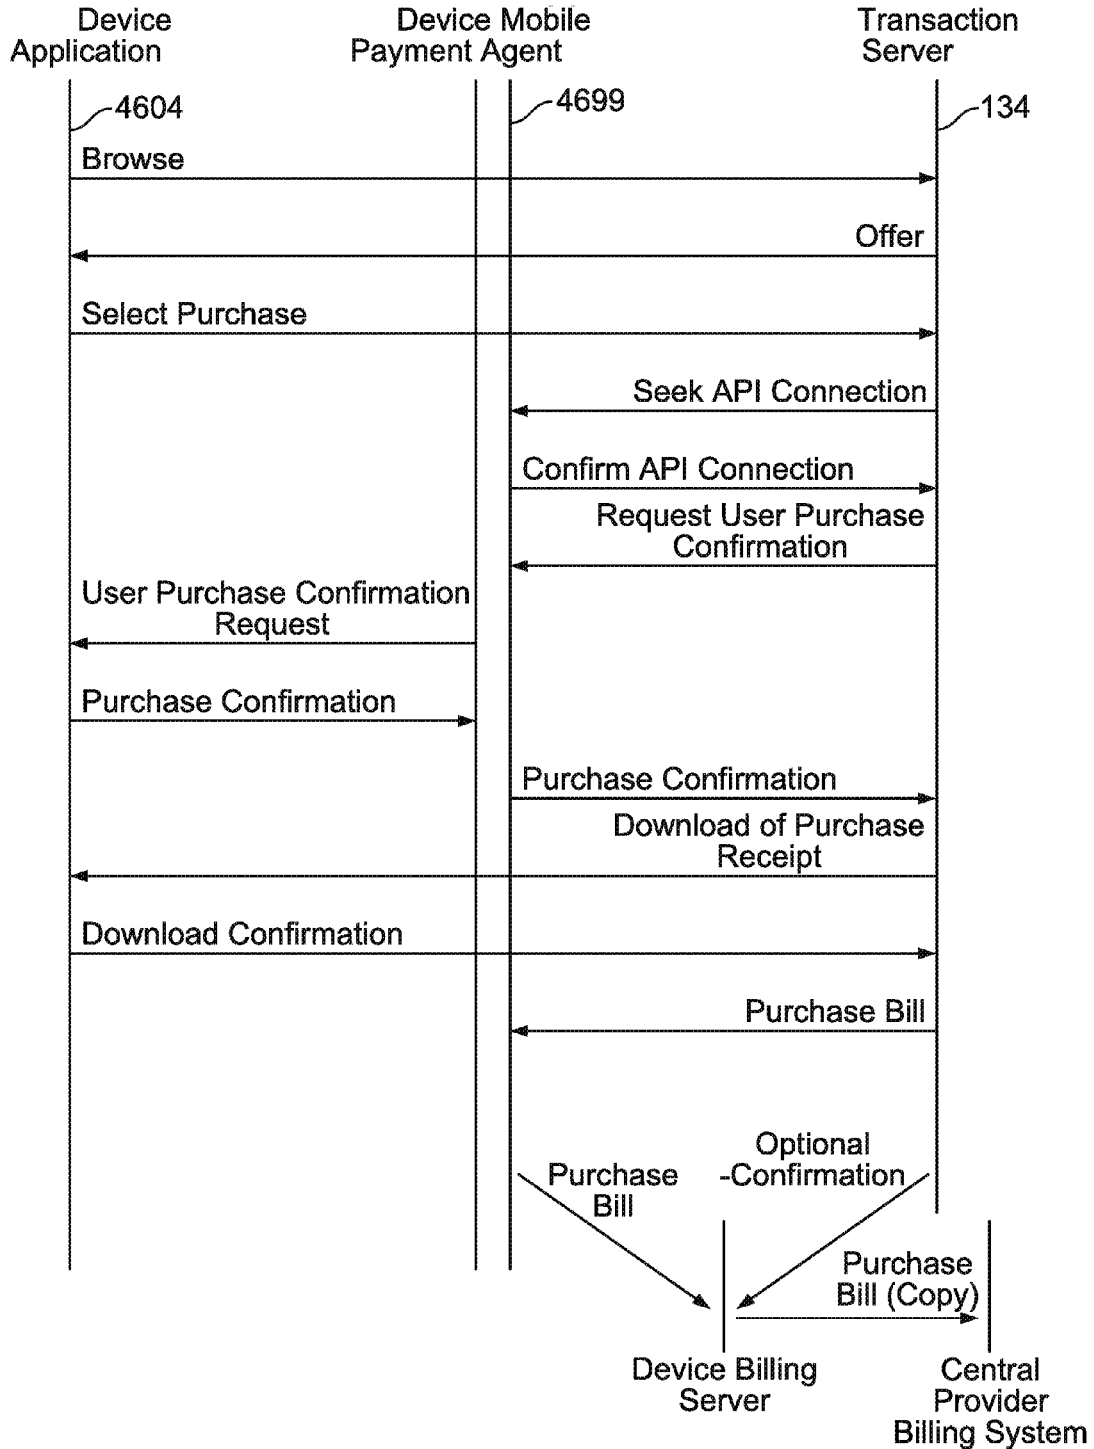 Device
Application
Device Mobile
Payment Agent
Transaction
Server
4604
4699
134
Browse
Offer
Select Purchase
Seek API Connection
Confirm API Connection
Request User Purchase
Confirmation
User Purchase Confirmation
Request
Purchase Confirmation
Purchase Confirmation
Download of Purchase
Receipt
Download Confirmation
Purchase Bill
Purchase
Bill
Optional
-Confirmation
Purchase
Bill (Copy)
Device Billing
Server
Central
Provider
Billing System